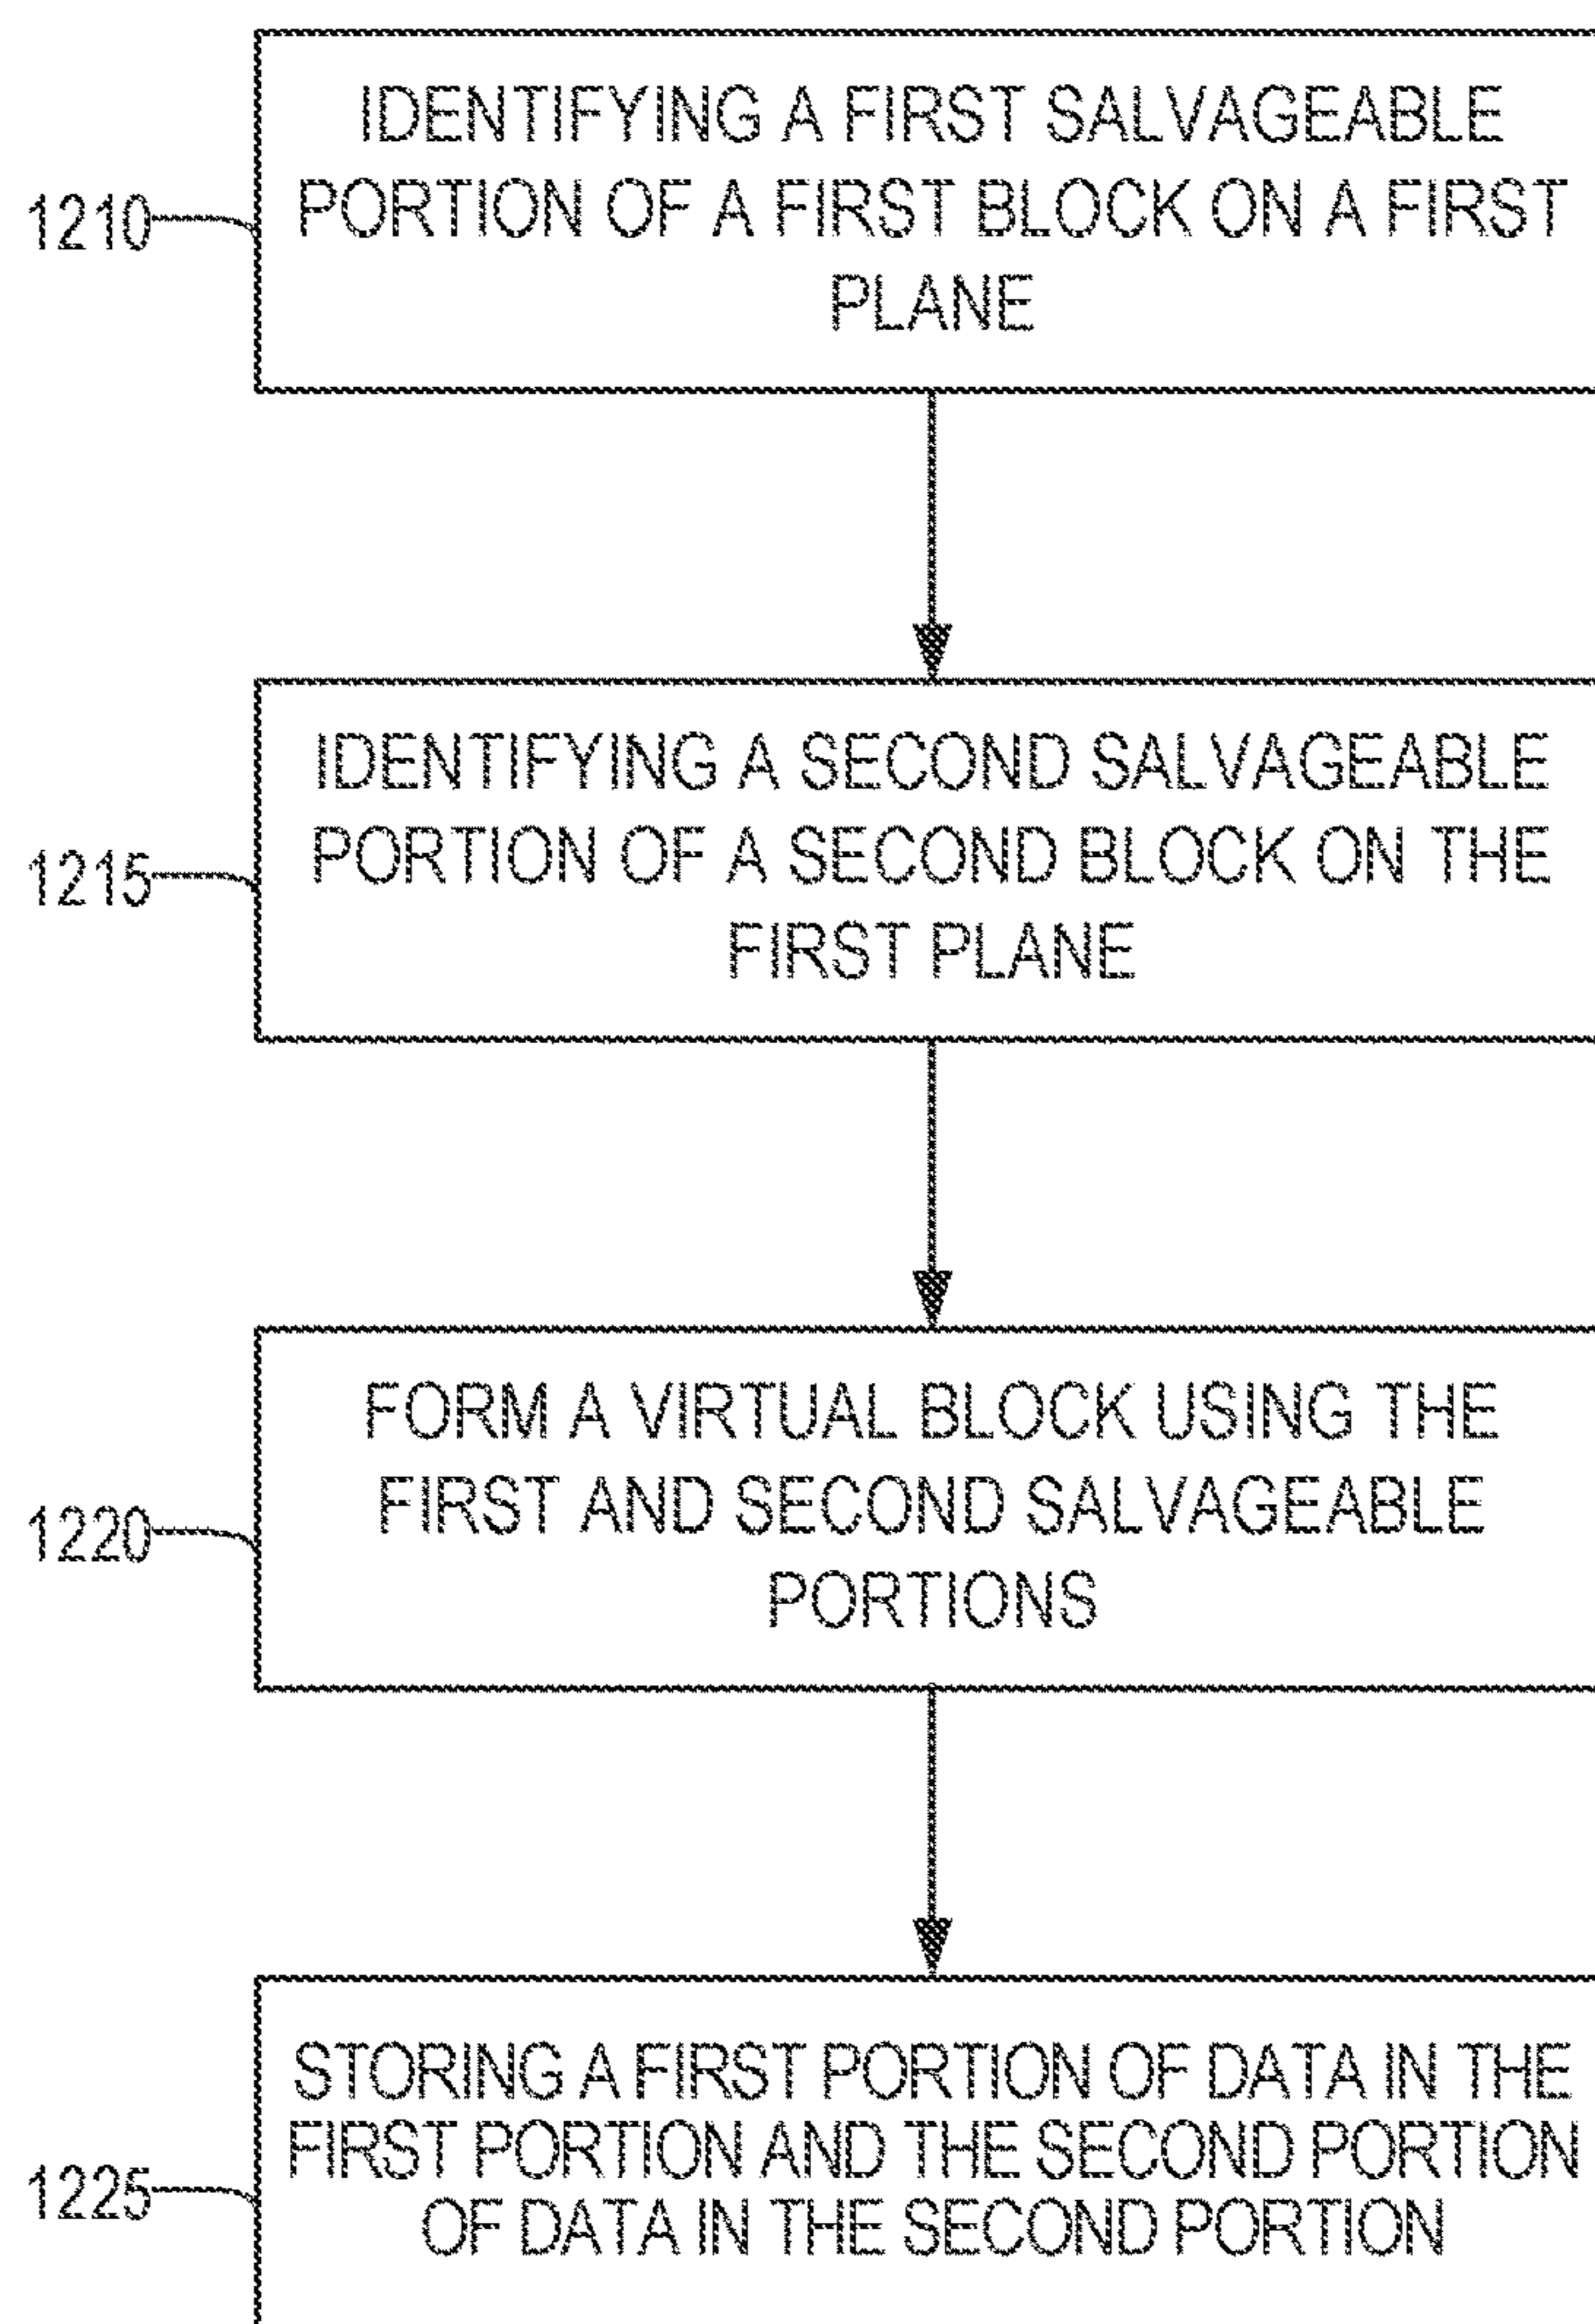 IDENTIFYING A FIRST SALVAGEABLE
1210 PORTION OF A FIRST BLOCK ON A FIRST
PLANE
IDENTIFYING A SECOND SALVAGEABLE
1215 PORTION OF A SECOND BLOCK ON THE
FIRST PLANE
FORM A VIRTUAL BLOCK USING THE
1220 FIRST AND SECOND SALVAGEABLE
PORTIONS
STORING A FIRST PORTION OF DATA IN THE
FIRST PORTION AND THE SECOND PORTION
1225 OF DATA IN THE SECOND PORTION